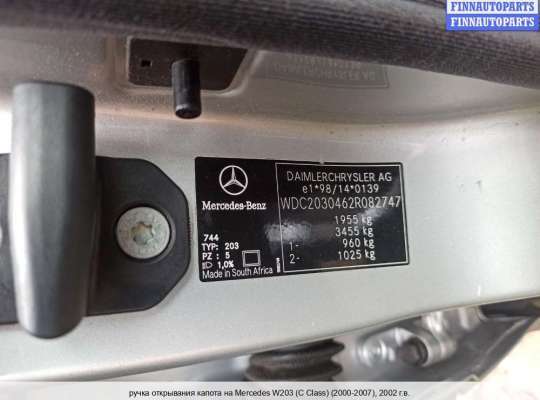 FINNAUTOPARTS
FINNAUTOPARTS
DAIMLERCHRYSLER AG
e1*98/14*0139
Mercedes-Benz
WDC2030462R082747
1955 kg
3455 kg
1- 960 kg
2- 1025 kg
744
TYP: 203
PZ : 5
1,0%
Made in South Africa
ручка открывания капота на Mercedes W203 (C Class) (2000-2007), 2002 г.в.